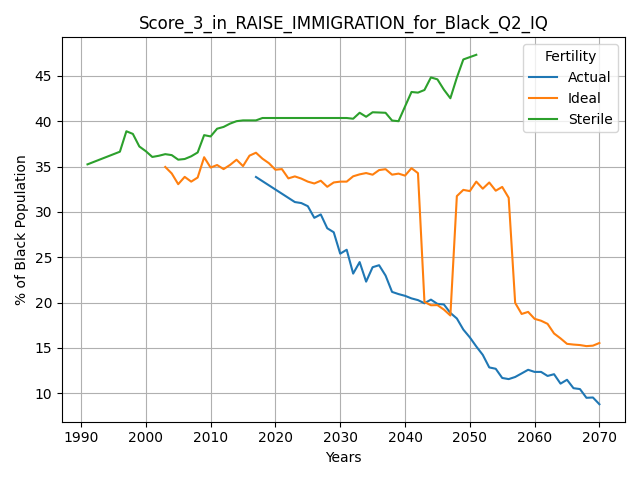 Score_3_in_RAISE_IMMIGRATION_for_Black_Q2_IQ
Fertility
Actual
Ideal
Sterile
% of Black Population
45
40
35
30
25
20
15
10
1990 2000 2010 2020 2030 2040 2050 2060 2070
Years